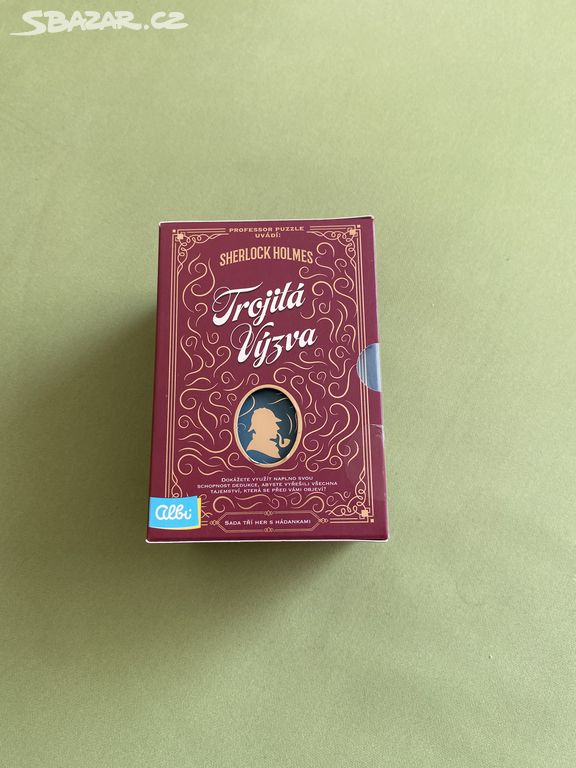 SBAZAR.CZ
PROFESSOR PUZZLE
UVÁDÍ:
SHERLOCK HOLMES
Trojitá
Výzva
DOKÁŽETE VYUŽÍT NAPLNO SVOU
SCHOPNOST DEDUKCE, ABYSTE VYŘEŠILI VŠECHNA
TAJEMSTVÍ, KTERÁ SE PŘED VÁMI OBJEVÍ?
Albi
SADA TŘÍ HER S HÁDANKAMI